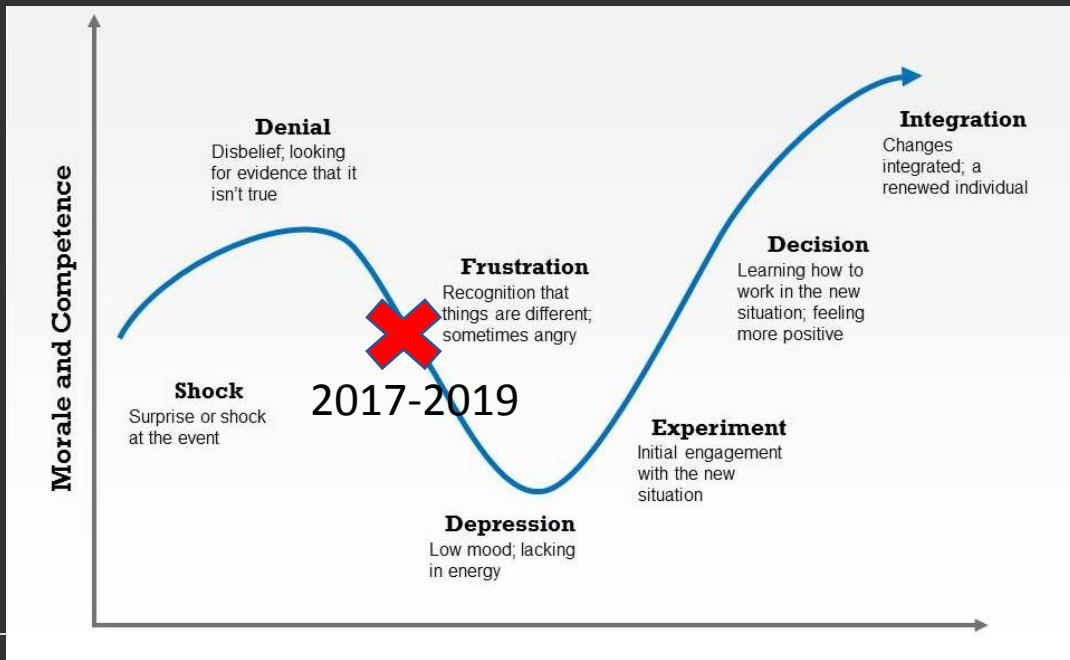 Morale and Competence
Denial
Disbelief; looking
for evidence that it
isn't true
Shock
Surprise or shock
at the event
2017-2019
Frustration
Recognition that
things are different;
sometimes angry
Depression
Low mood; lacking
in energy
Experiment
Initial engagement
with the new
situation
Decision
Learning how to
work in the new
situation; feeling
more positive
Integration
Changes
integrated; a
renewed individual